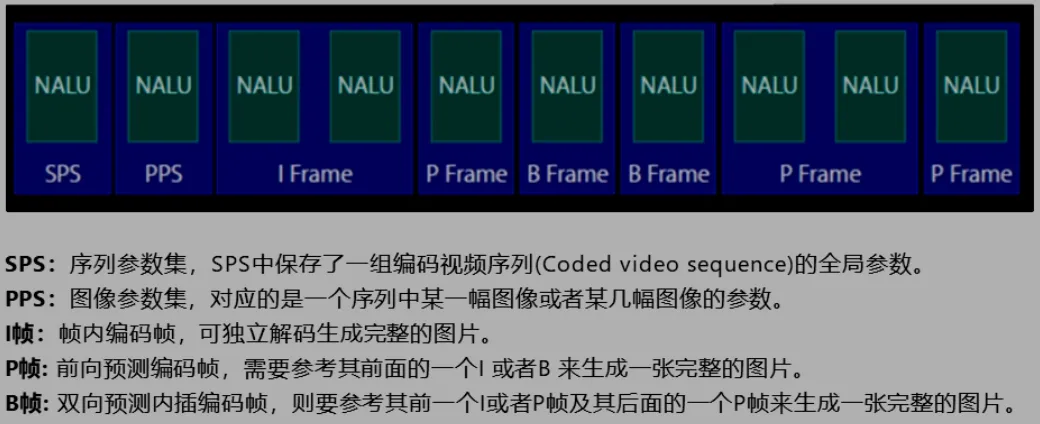 NALU NALU NALU NALU NALU NALU NALU NALU NALU NALU
SPS PPS I Frame P Frame B Frame B Frame P Frame P Frame
SPS：序列参数集，SPS中保存了一组编码视频序列(Coded video sequence)的全局参数。
PPS：图像参数集，对应的是一个序列中某一幅图像或者某几幅图像的参数。
I帧：帧内编码帧，可独立解码生成完整的图片。
P帧: 前向预测编码帧，需要参考其前面的一个I 或者B 来生成一张完整的图片。
B帧: 双向预测内插编码帧，则要参考其前一个I或者P帧及其后面的一个P帧来生成一张完整的图片。